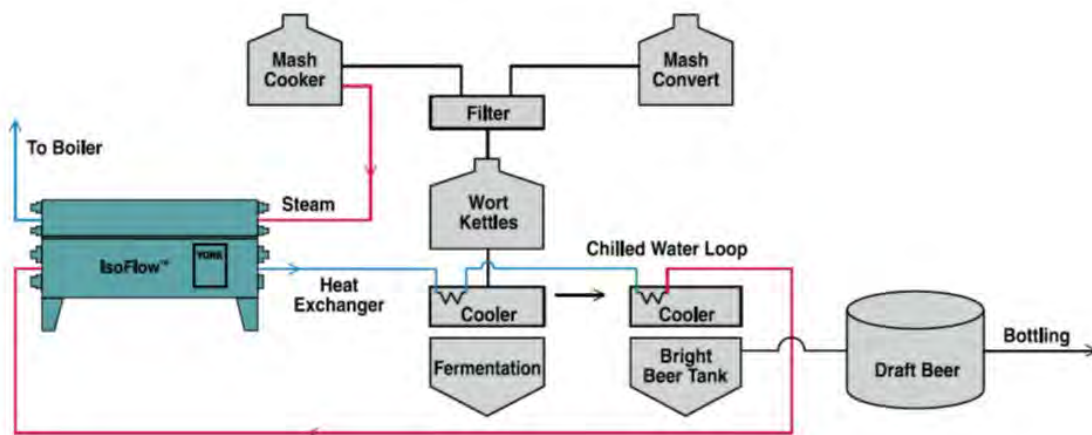 Mash
Cooker
Mash
Convert
Filter
To Boiler
Steam
Wort
Kettles
YORK
IsoFlow™
Chilled Water Loop
Heat
Exchanger
Cooler
Cooler
Fermentation
Bright
Beer Tank
Draft Beer
Bottling